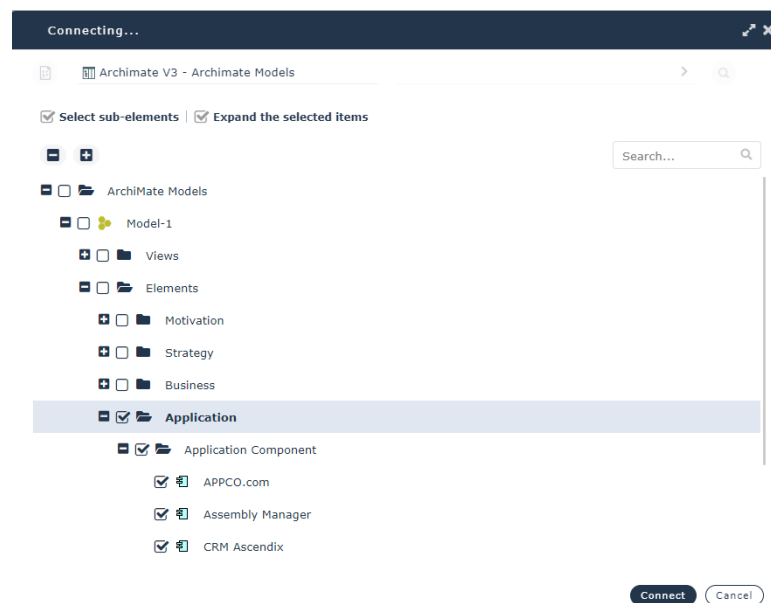 Connecting...
Archimate V3 - Archimate Models
Select sub-elements | Expand the selected items
Search...
ArchiMate Models
Model-1
Views
Elements
Motivation
Strategy
Business
Application
Application Component
APPCO.com
Assembly Manager
CRM Ascendix
Connect Cancel